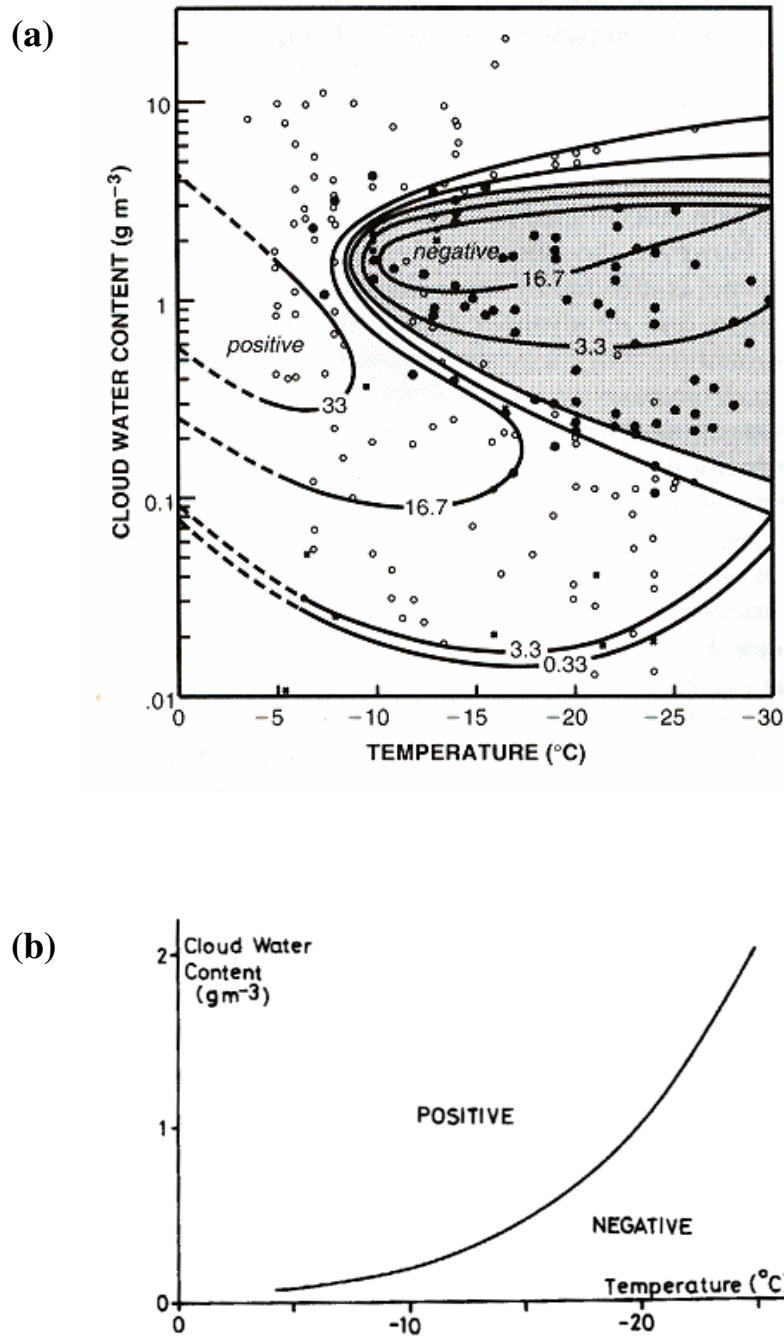 (a)
10
1
0.1
.01
CLOUD WATER CONTENT (g m−3)
negative
16.7
positive
3.3
33
16.7
3.3
0.33
0 −5 −10 −15 −20 −25 −30
TEMPERATURE (°C)
(b)
2
Cloud Water
Content
(gm-3)
1
POSITIVE
NEGATIVE
Temperature (°C)
0
0 -10 -20